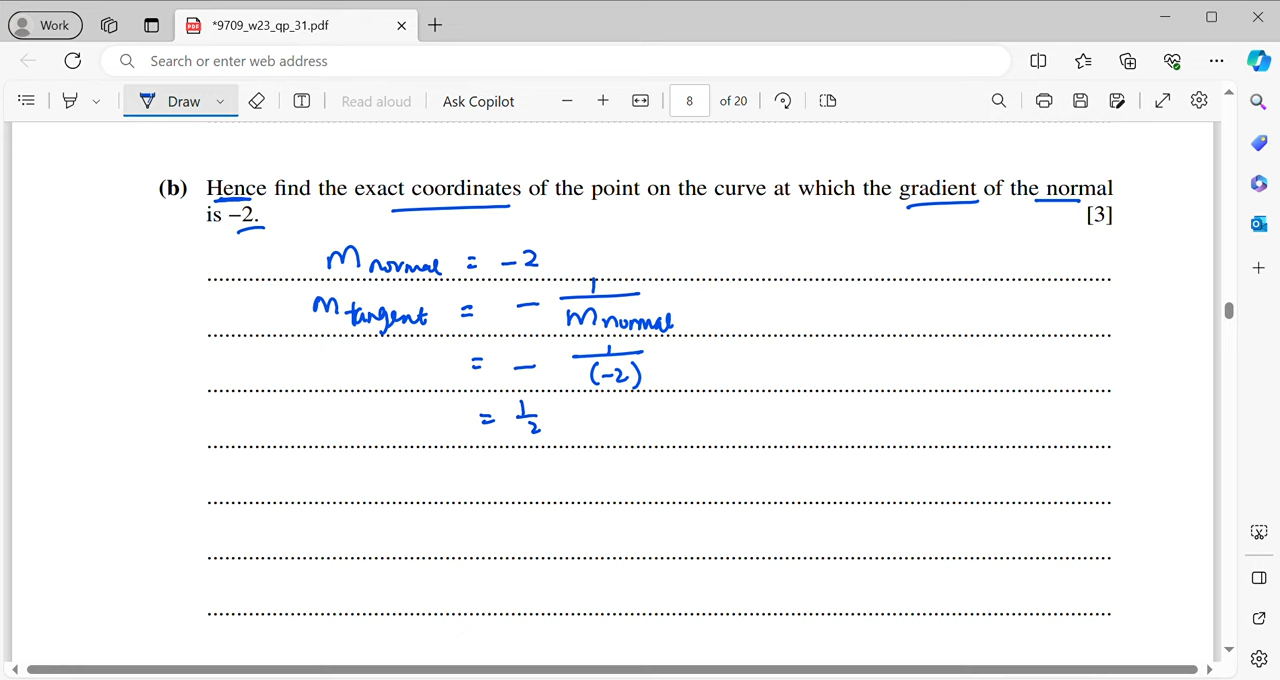 Work
*9709_w23_qp_31.pdf
Search or enter web address
Draw
Read aloud
Ask Copilot
8
of 20
(b) Hence find the exact coordinates of the point on the curve at which the gradient of the normal
is −2. [3]
m normal = -2
m tangent = - 1 / m normal
= - 1 / (-2)
= 1/2